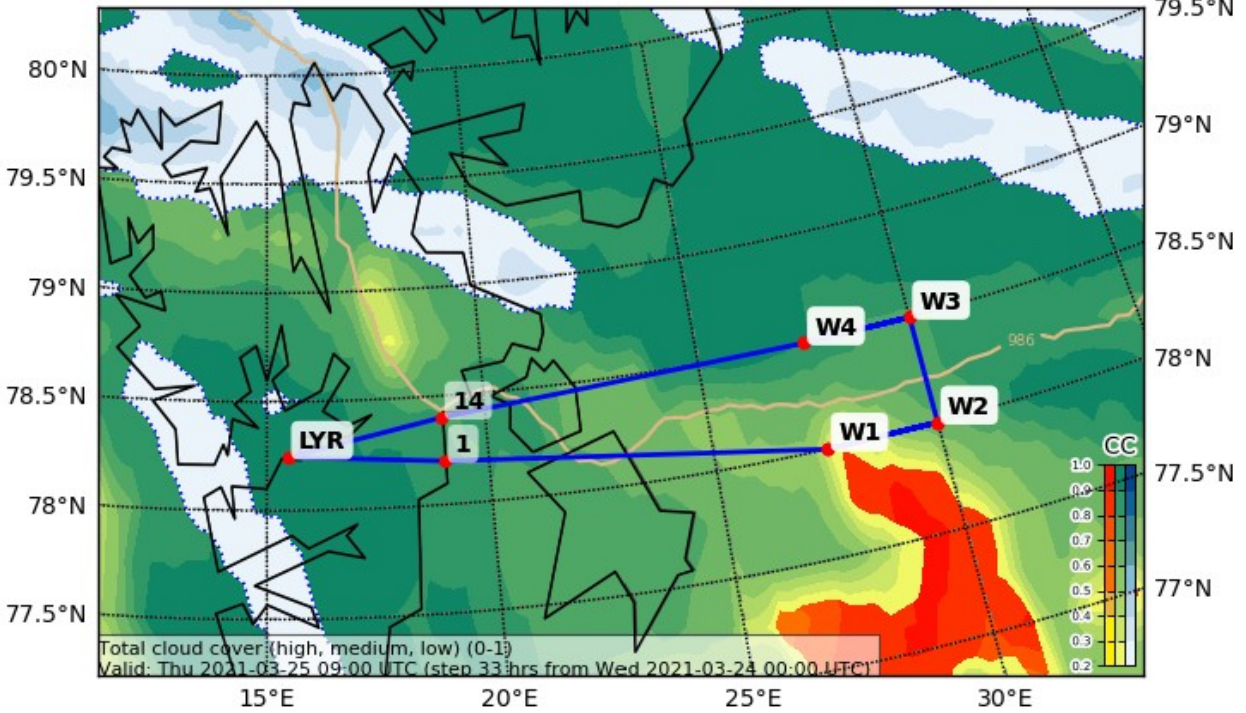 79.5°N
80°N
79°N
79.5°N
78.5°N
79°N
W3
W4
986
78°N
78.5°N
14
W2
LYR
1
W1
CC
77.5°N
1.0
0.9
0.8
78°N
0.7
0.6
77°N
0.5
0.4
77.5°N
0.3
Total cloud cover (high, medium, low) (0-1)
0.2
Valid: Thu 2021-03-25 09:00 UTC (step 33 hrs from Wed 2021-03-24 00:00 UTC)
15°E
20°E
25°E
30°E